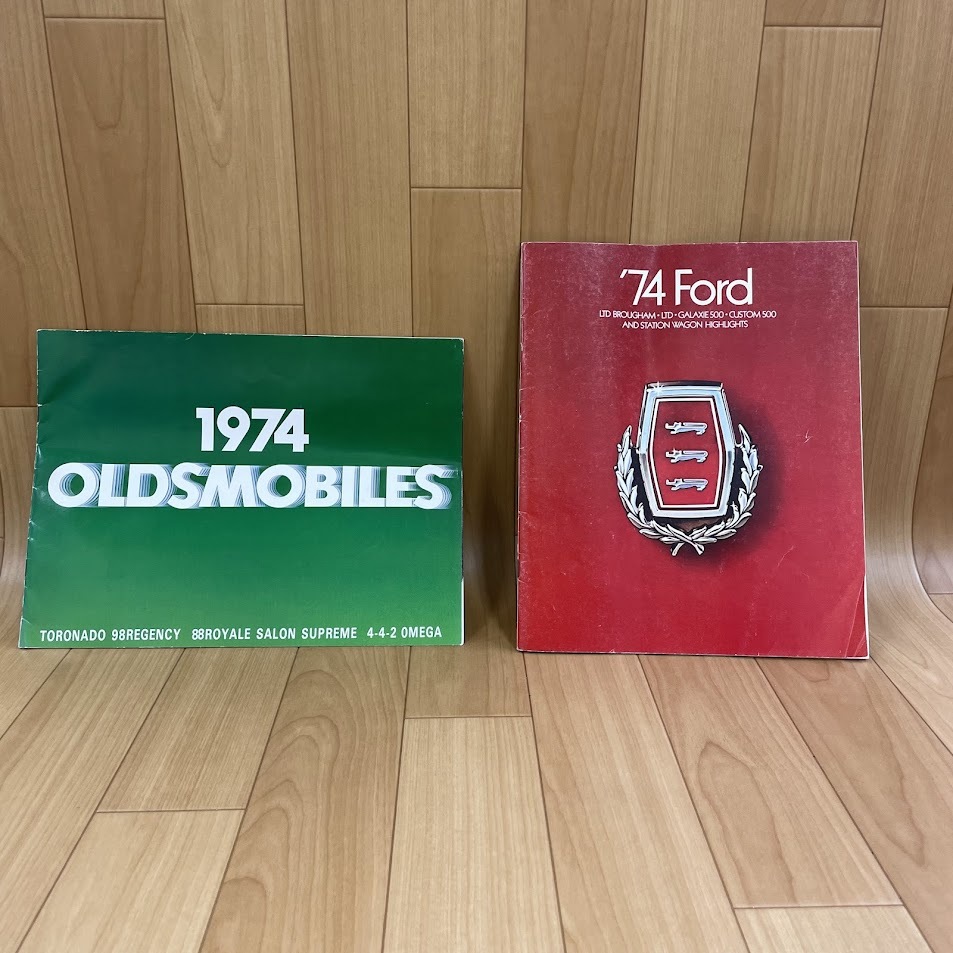 1974
OLDSMOBILES
TORONADO 98REGENCY 88ROYALE SALON SUPREME 4-4-2 OMEGA
'74 Ford
LTD BROUGHAM • LTD • GALAXIE 500 • CUSTOM 500
AND STATION WAGON HIGHLIGHTS